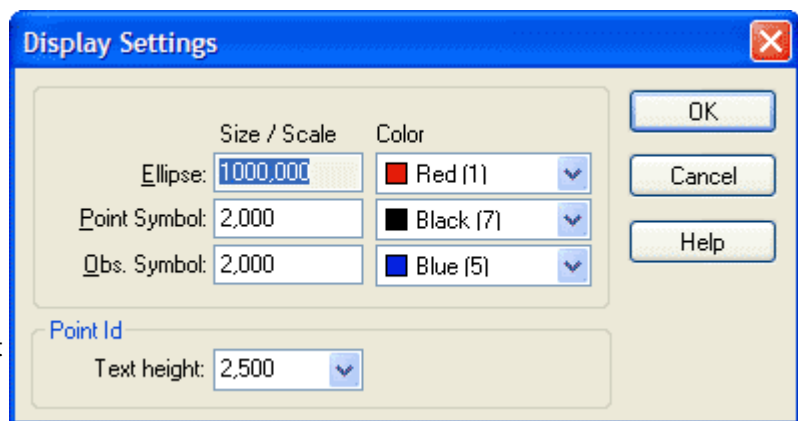 Display Settings
Size / Scale Color
Ellipse: 1000,000 Red (1)
Point Symbol: 2,000 Black (7)
Obs. Symbol: 2,000 Blue (5)
Point Id
Text height: 2,500
OK
Cancel
Help